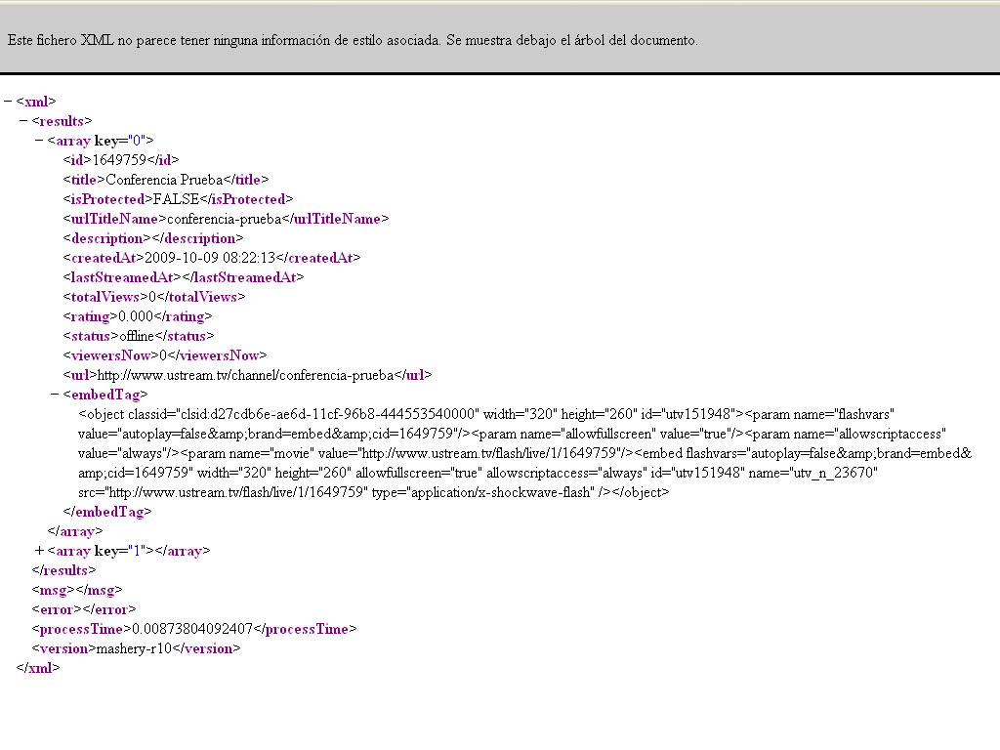 Este fichero XML no parece tener ninguna información de estilo asociada. Se muestra debajo el árbol del documento.
− <xml>
− <results>
− <array key="0">
<id>1649759</id>
<title>Conferencia Prueba</title>
<isProtected>FALSE</isProtected>
<urlTitleName>conferencia-prueba</urlTitleName>
<description></description>
<createdAt>2009-10-09 08:22:13</createdAt>
<lastStreamedAt></lastStreamedAt>
<totalViews>0</totalViews>
<rating>0.000</rating>
<status>offline</status>
<viewersNow>0</viewersNow>
<url>http://www.ustream.tv/channel/conferencia-prueba</url>
− <embedTag>
<object classid="clsid:d27cdb6e-ae6d-11cf-96b8-444553540000" width="320" height="260" id="utv151948"><param name="flashvars"
value="autoplay=false&amp;brand=embed&amp;cid=1649759"/><param name="allowfullscreen" value="true"/><param name="allowscriptaccess"
value="always"/><param name="movie" value="http://www.ustream.tv/flash/live/1/1649759"/><embed flashvars="autoplay=false&amp;brand=embed&
amp;cid=1649759" width="320" height="260" allowfullscreen="true" allowscriptaccess="always" id="utv151948" name="utv_n_23670"
src="http://www.ustream.tv/flash/live/1/1649759" type="application/x-shockwave-flash" /></object>
</embedTag>
</array>
+ <array key="1"></array>
</results>
<msg></msg>
<error></error>
<processTime>0.00873804092407</processTime>
<version>mashery-r10</version>
</xml>